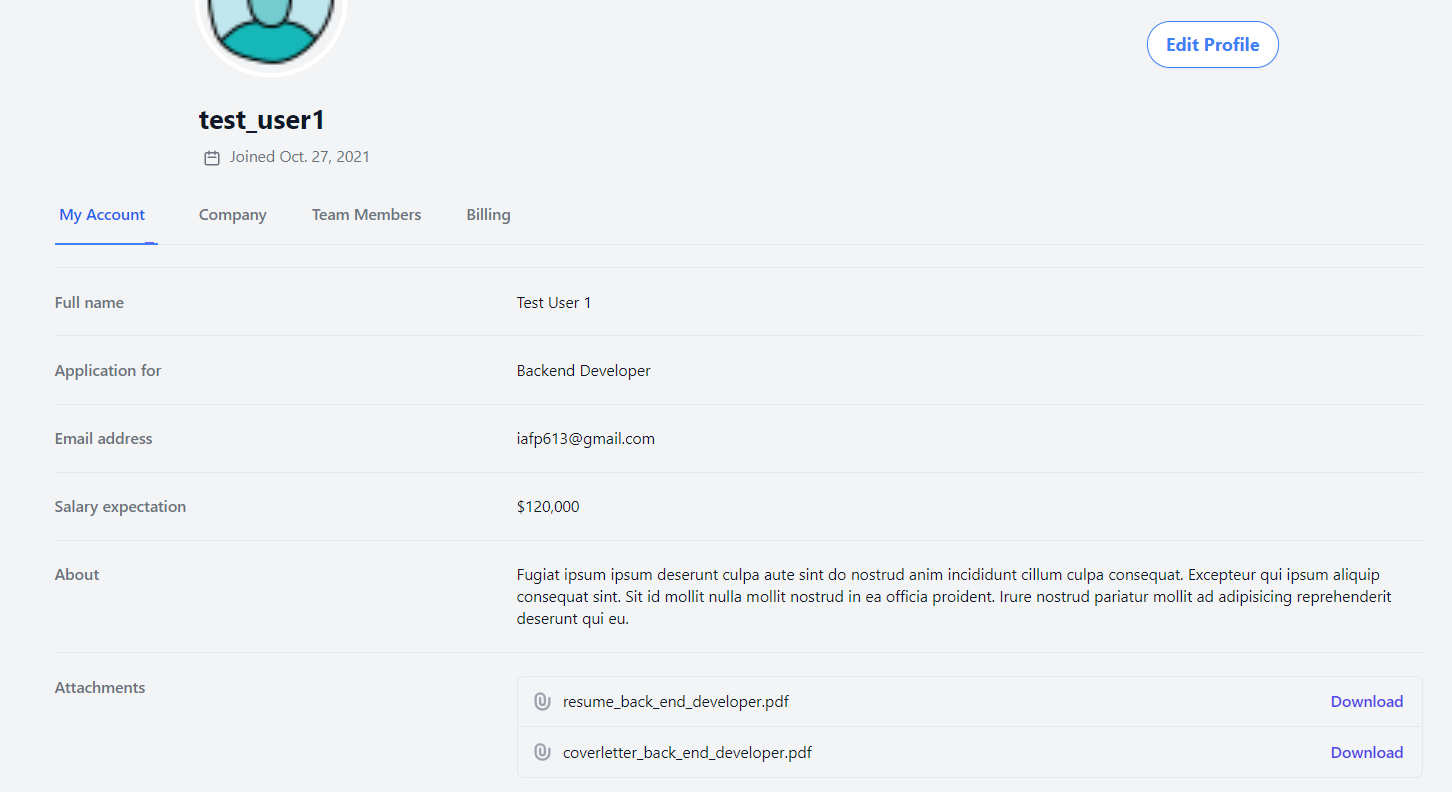 Edit Profile
test_user1
Joined Oct. 27, 2021
My Account Company Team Members Billing
Full name Test User 1
Application for Backend Developer
Email address iafp613@gmail.com
Salary expectation $120,000
About Fugiat ipsum ipsum deserunt culpa aute sint do nostrud anim incididunt cillum culpa consequat. Excepteur qui ipsum aliquip
consequat sint. Sit id mollit nulla mollit nostrud in ea officia proident. Irure nostrud pariatur mollit ad adipisicing reprehenderit
deserunt qui eu.
Attachments
resume_back_end_developer.pdf Download
coverletter_back_end_developer.pdf Download